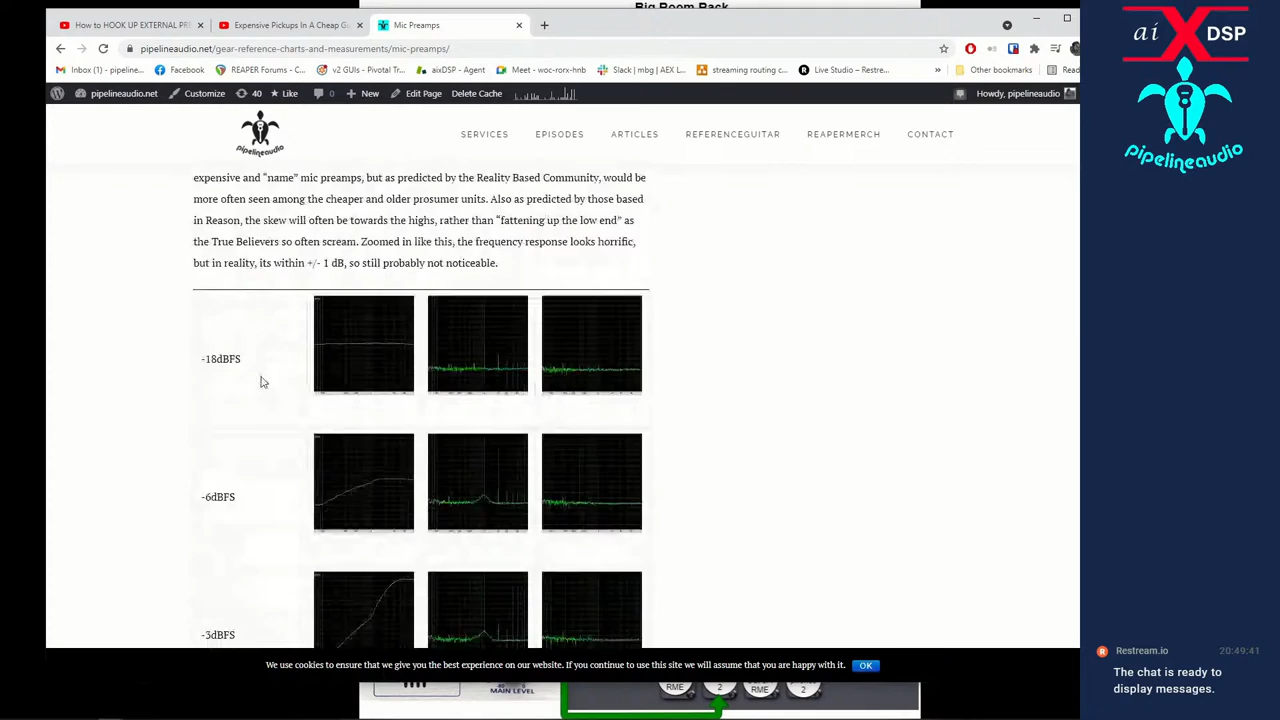 Big Room Rack
How to HOOK UP EXTERNAL PRE
Expensive Pickups In A Cheap G
Mic Preamps
pipelineaudio.net/gear-reference-charts-and-measurements/mic-preamps/
Inbox (1) - pipeline...
Facebook
REAPER Forums - C...
v2 GUIs - Pivotal Tr...
aixDSP - Agent
Meet - woc-rorx-hnb
Slack | mbg | AEX L...
streaming routing c...
Live Studio – Restre...
»
Other bookmarks
Read
pipelineaudio.net
Customize
40
Like
0
New
Edit Page
Delete Cache
Howdy, pipelineaudio
pipelineaudio
SERVICES
EPISODES
ARTICLES
REFERENCEGUITAR
REAPERMERCH
CONTACT
expensive and “name” mic preamps, but as predicted by the Reality Based Community, would be
more often seen among the cheaper and older prosumer units. Also as predicted by those based
in Reason, the skew will often be towards the highs, rather than “fattening up the low end” as
the True Believers so often scream. Zoomed in like this, the frequency response looks horrific,
but in reality, its within +/- 1 dB, so still probably not noticeable.
-18dBFS
-6dBFS
-3dBFS
We use cookies to ensure that we give you the best experience on our website. If you continue to use this site we will assume that you are happy with it.
OK
MAIN LEVEL
RME
2
RME
2
ai X DSP
pipelineaudio
Restream.io
20:49:41
The chat is ready to
display messages.